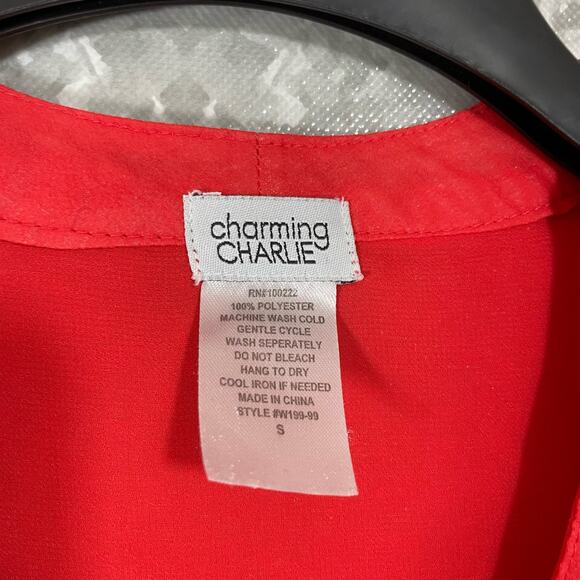 charming
CHARLIE
RN#100222
100% POLYESTER
MACHINE WASH COLD
GENTLE CYCLE
WASH SEPERATELY
DO NOT BLEACH
HANG TO DRY
COOL IRON IF NEEDED
MADE IN CHINA
STYLE #W199-99
S